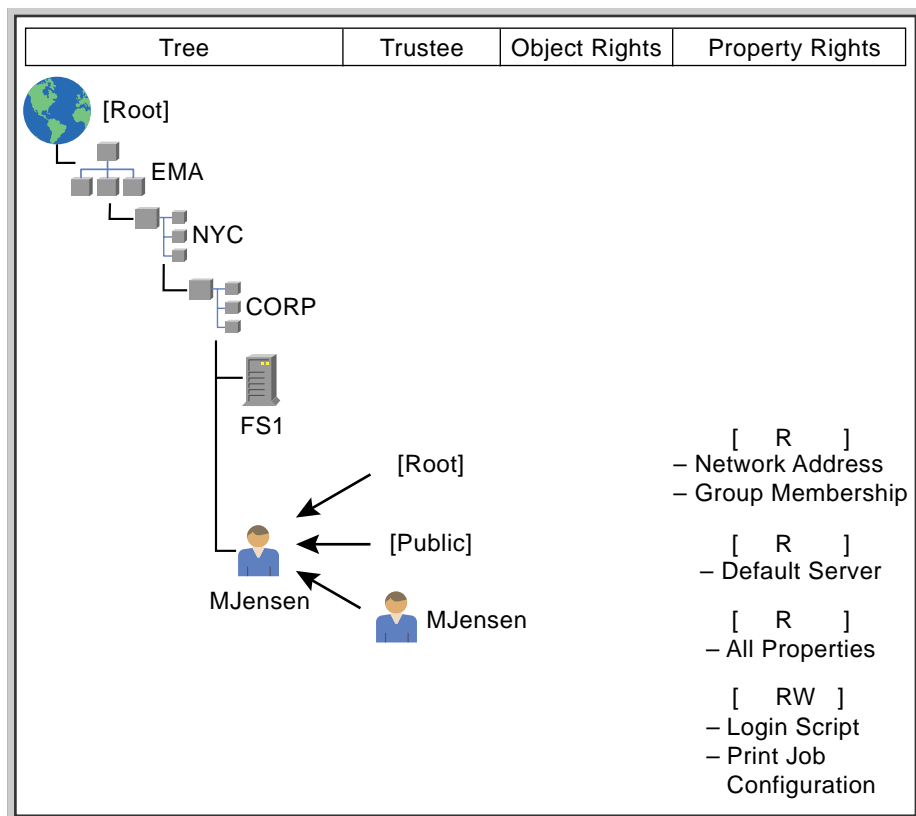 Tree Trustee Object Rights Property Rights
[Root]
EMA
NYC
CORP
FS1
[Root]
[ R ]
– Network Address
– Group Membership
[Public]
[ R ]
– Default Server
MJensen
MJensen
[ R ]
– All Properties
[ RW ]
– Login Script
– Print Job
Configuration